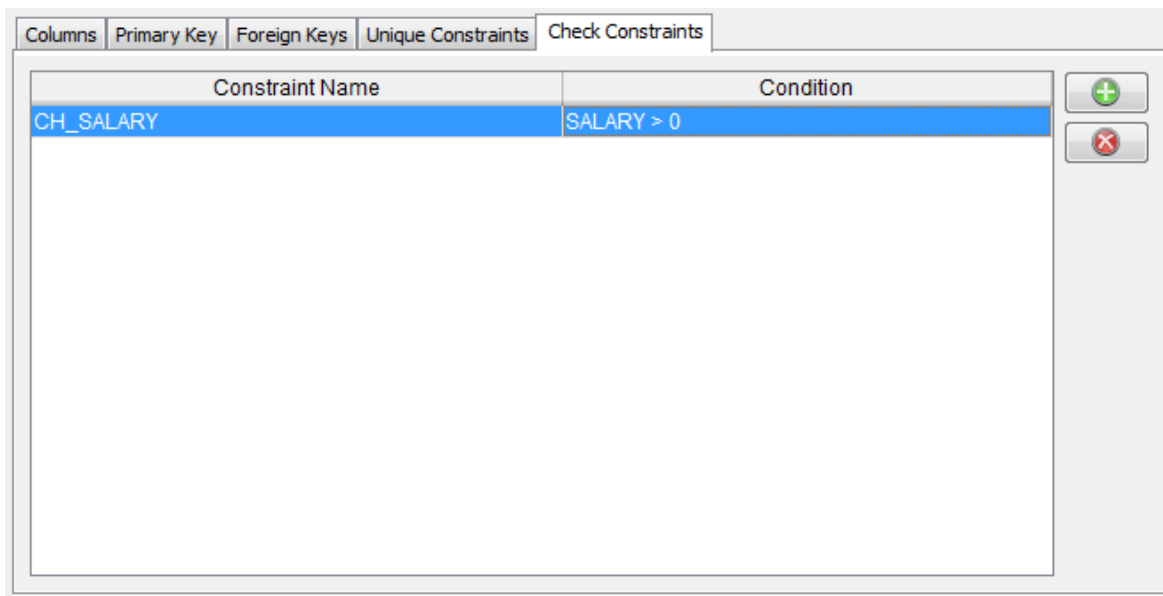 Columns Primary Key Foreign Keys Unique Constraints Check Constraints
Constraint Name Condition
CH_SALARY SALARY > 0